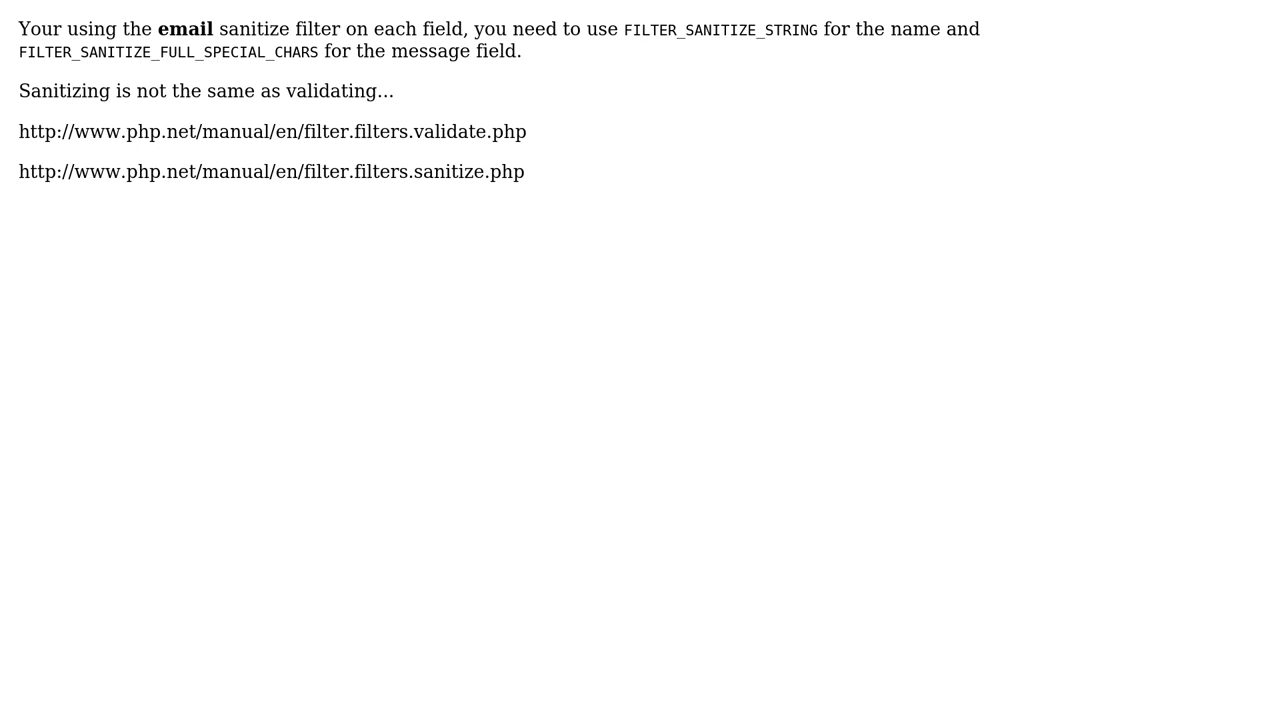 Your using the email sanitize filter on each field, you need to use FILTER_SANITIZE_STRING for the name and
FILTER_SANITIZE_FULL_SPECIAL_CHARS for the message field.
Sanitizing is not the same as validating...
http://www.php.net/manual/en/filter.filters.validate.php
http://www.php.net/manual/en/filter.filters.sanitize.php